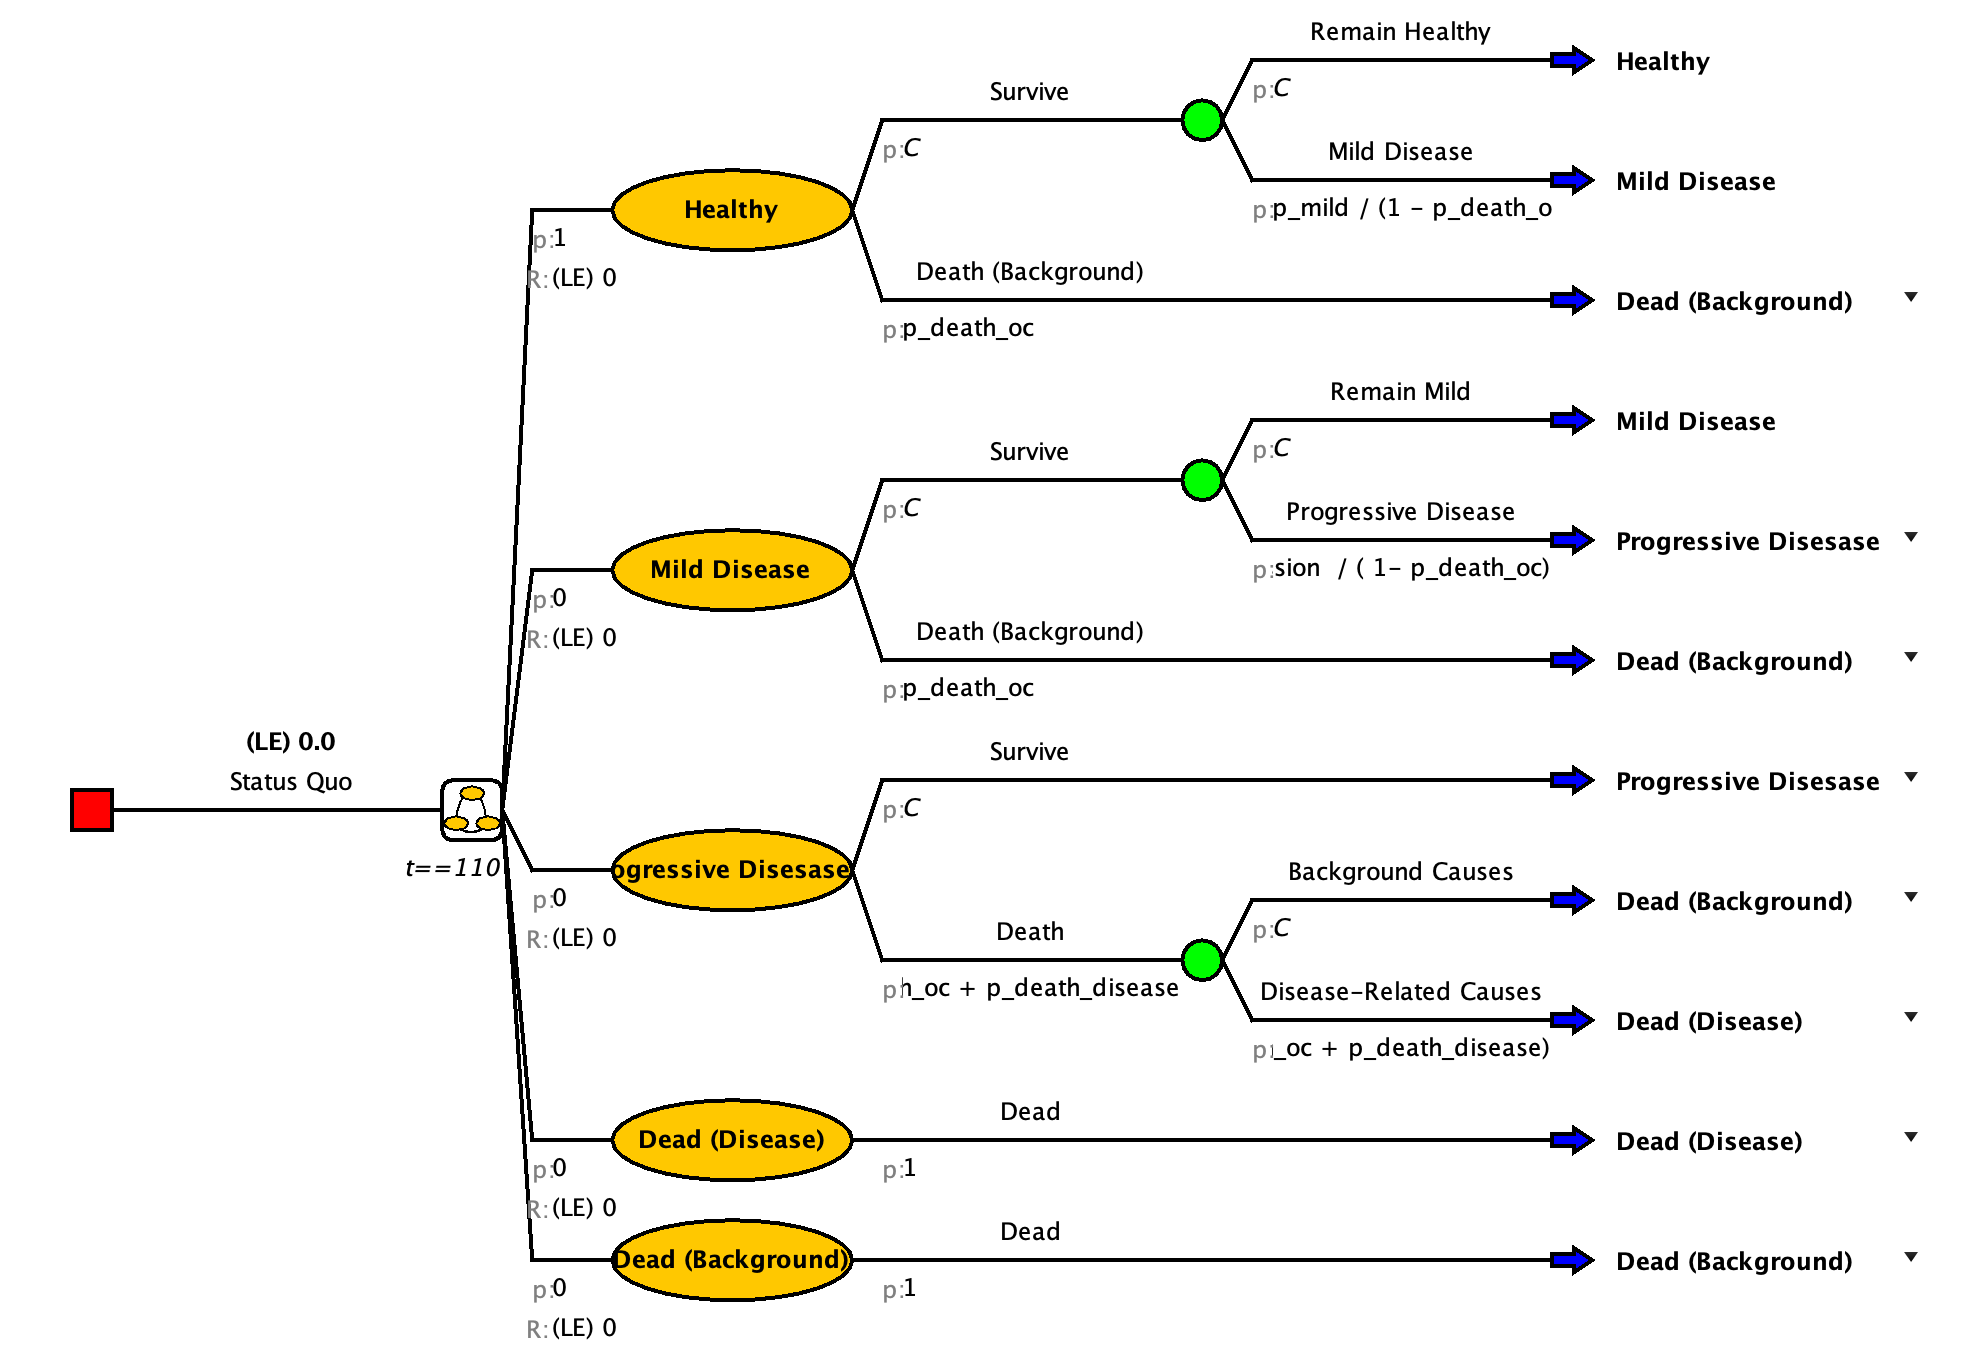 Remain Healthy
Healthy
p:C
Survive
p:C
Mild Disease
Mild Disease
p:p_mild / (1 - p_death_o
Healthy
p:1
R:(LE) 0
Death (Background)
Dead (Background)
p:p_death_oc
Remain Mild
Mild Disease
p:C
Survive
p:C
Progressive Disease
Progressive Disesase
p:sion / ( 1- p_death_oc)
Mild Disease
p:0
R:(LE) 0
Death (Background)
Dead (Background)
p:p_death_oc
(LE) 0.0
Status Quo
t==110
Survive
Progressive Disesase
p:C
ogressive Disesase
p:0
R:(LE) 0
Background Causes
Dead (Background)
p:C
Death
p:h_oc + p_death_disease
Disease-Related Causes
Dead (Disease)
p:_oc + p_death_disease)
Dead (Disease)
p:0
R:(LE) 0
Dead
Dead (Disease)
p:1
Dead (Background)
p:0
R:(LE) 0
Dead
Dead (Background)
p:1